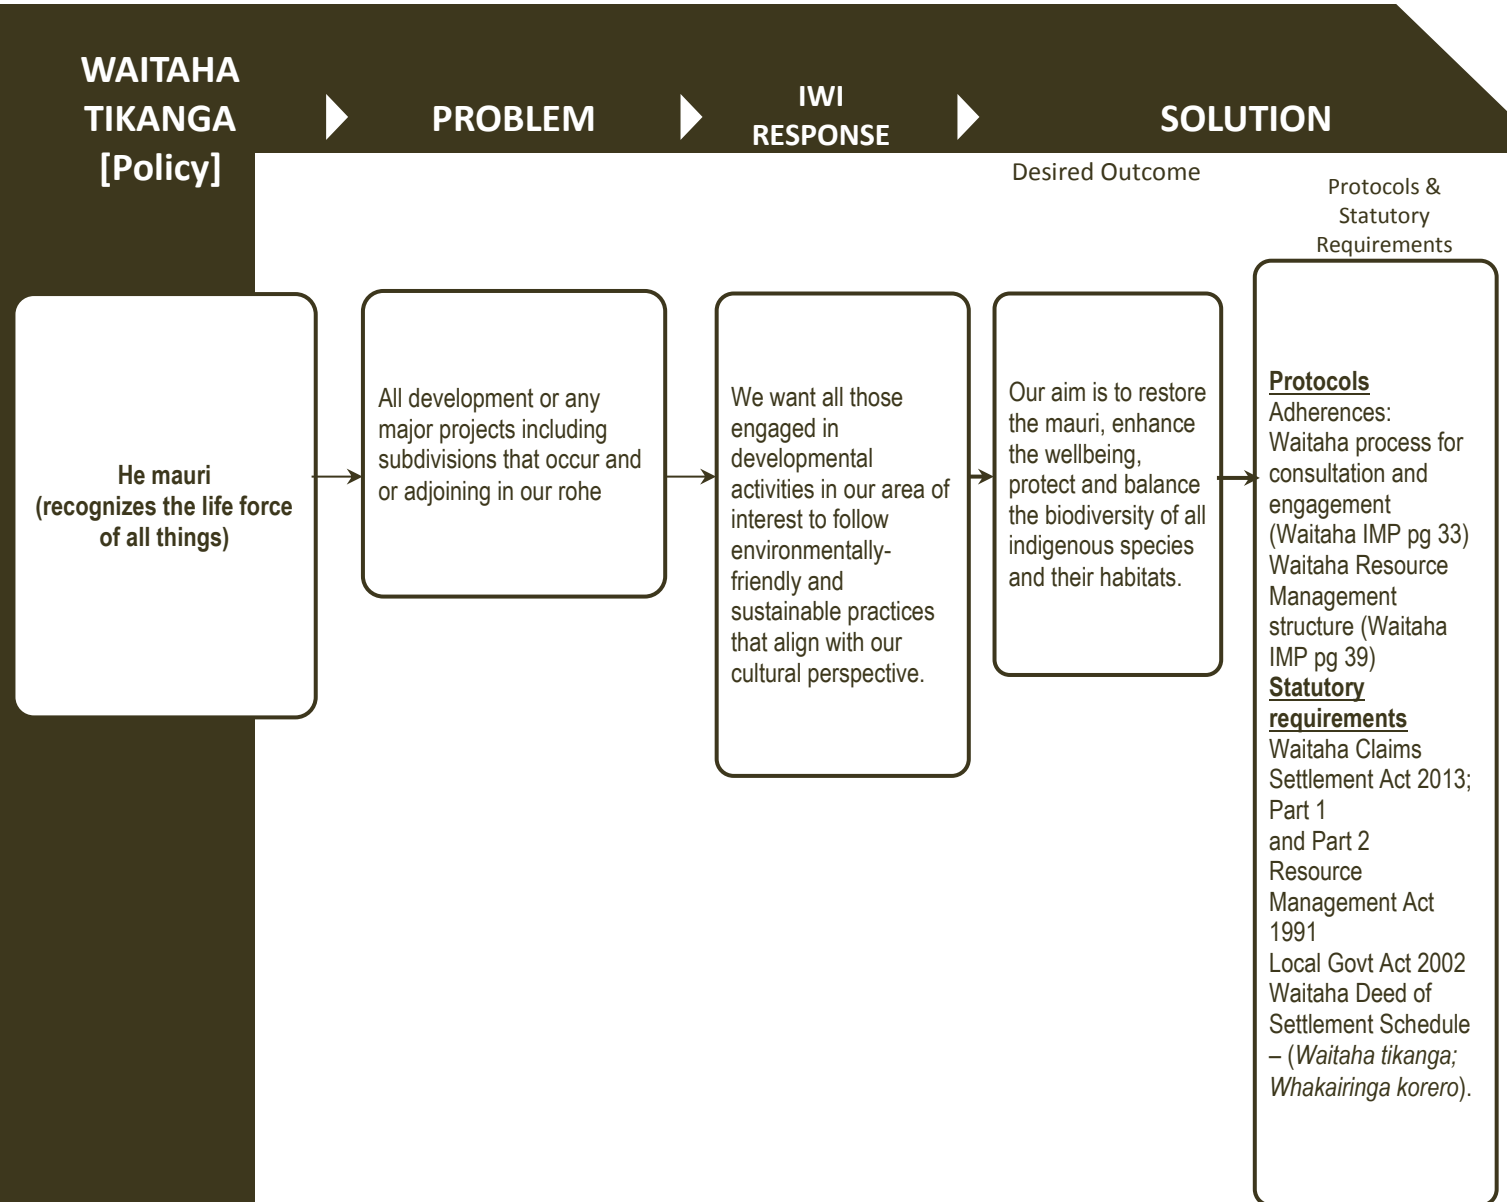 WAITAHA
TIKANGA
[Policy]
PROBLEM
IWI
RESPONSE
SOLUTION
Desired Outcome
Protocols &
Statutory
Requirements
He mauri
(recognizes the life force
of all things)
All development or any
major projects including
subdivisions that occur and
or adjoining in our rohe
We want all those
engaged in
developmental
activities in our area of
interest to follow
environmentally-
friendly and
sustainable practices
that align with our
cultural perspective.
Our aim is to restore
the mauri, enhance
the wellbeing,
protect and balance
the biodiversity of all
indigenous species
and their habitats.
Protocols
Adherences:
Waitaha process for
consultation and
engagement
(Waitaha IMP pg 33)
Waitaha Resource
Management
structure (Waitaha
IMP pg 39)
Statutory
requirements
Waitaha Claims
Settlement Act 2013;
Part 1
and Part 2
Resource
Management Act
1991
Local Govt Act 2002
Waitaha Deed of
Settlement Schedule
– (Waitaha tikanga;
Whakairinga korero).